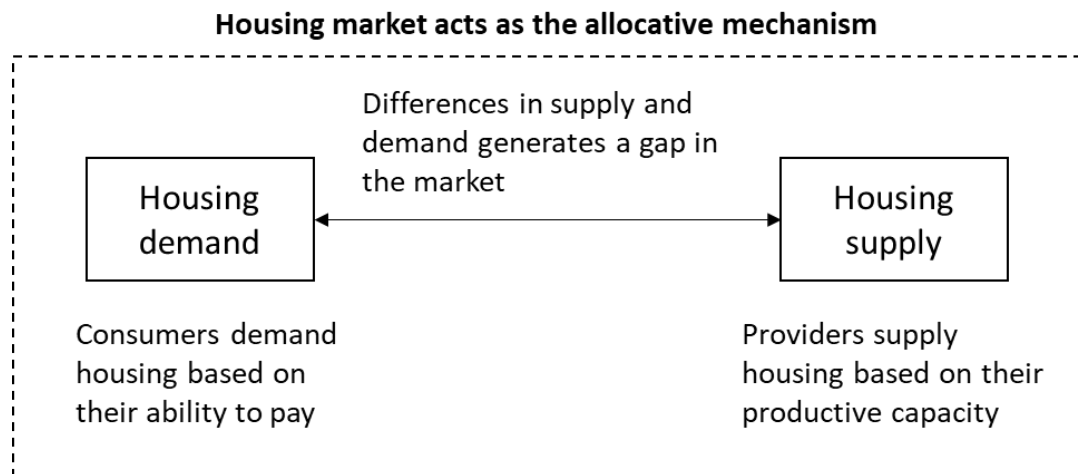 Housing market acts as the allocative mechanism
Differences in supply and
demand generates a gap in
the market
Housing
demand
Housing
supply
Consumers demand
housing based on
their ability to pay
Providers supply
housing based on their
productive capacity